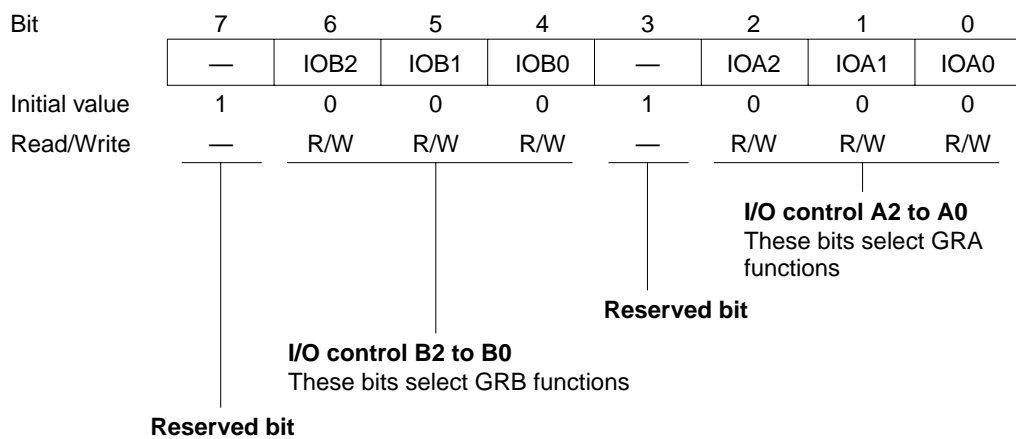 Bit 7 6 5 4 3 2 1 0
— IOB2 IOB1 IOB0 — IOA2 IOA1 IOA0
Initial value 1 0 0 0 1 0 0 0
Read/Write — R/W R/W R/W — R/W R/W R/W
I/O control A2 to A0
These bits select GRA
functions
Reserved bit
I/O control B2 to B0
These bits select GRB functions
Reserved bit